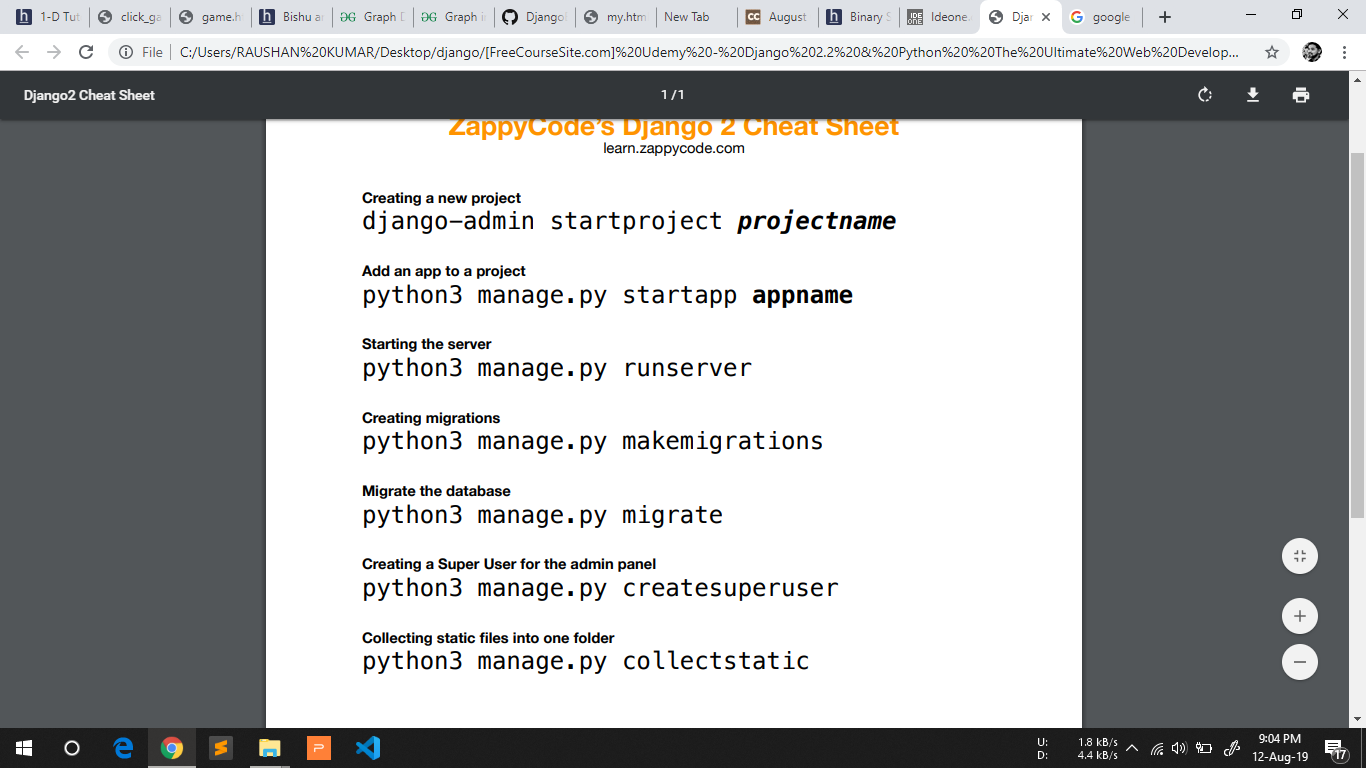 1-D Tut
click_ga
game.h
Bishu a
Graph D
Graph i
Django
my.htm
New Tab
August
Binary S
Ideone.
Djan
google
File
C:/Users/RAUSHAN%20KUMAR/Desktop/django/[FreeCourseSite.com]%20Udemy%20-%20Django%202.2%20&%20Python%20%20The%20Ultimate%20Web%20Develop...
Django2 Cheat Sheet
1 / 1
ZappyCode's Django 2 Cheat Sheet
learn.zappycode.com
Creating a new project
django-admin startproject projectname
Add an app to a project
python3 manage.py startapp appname
Starting the server
python3 manage.py runserver
Creating migrations
python3 manage.py makemigrations
Migrate the database
python3 manage.py migrate
Creating a Super User for the admin panel
python3 manage.py createsuperuser
Collecting static files into one folder
python3 manage.py collectstatic
U: 1.8 kB/s
D: 4.4 kB/s
9:04 PM
12-Aug-19
17